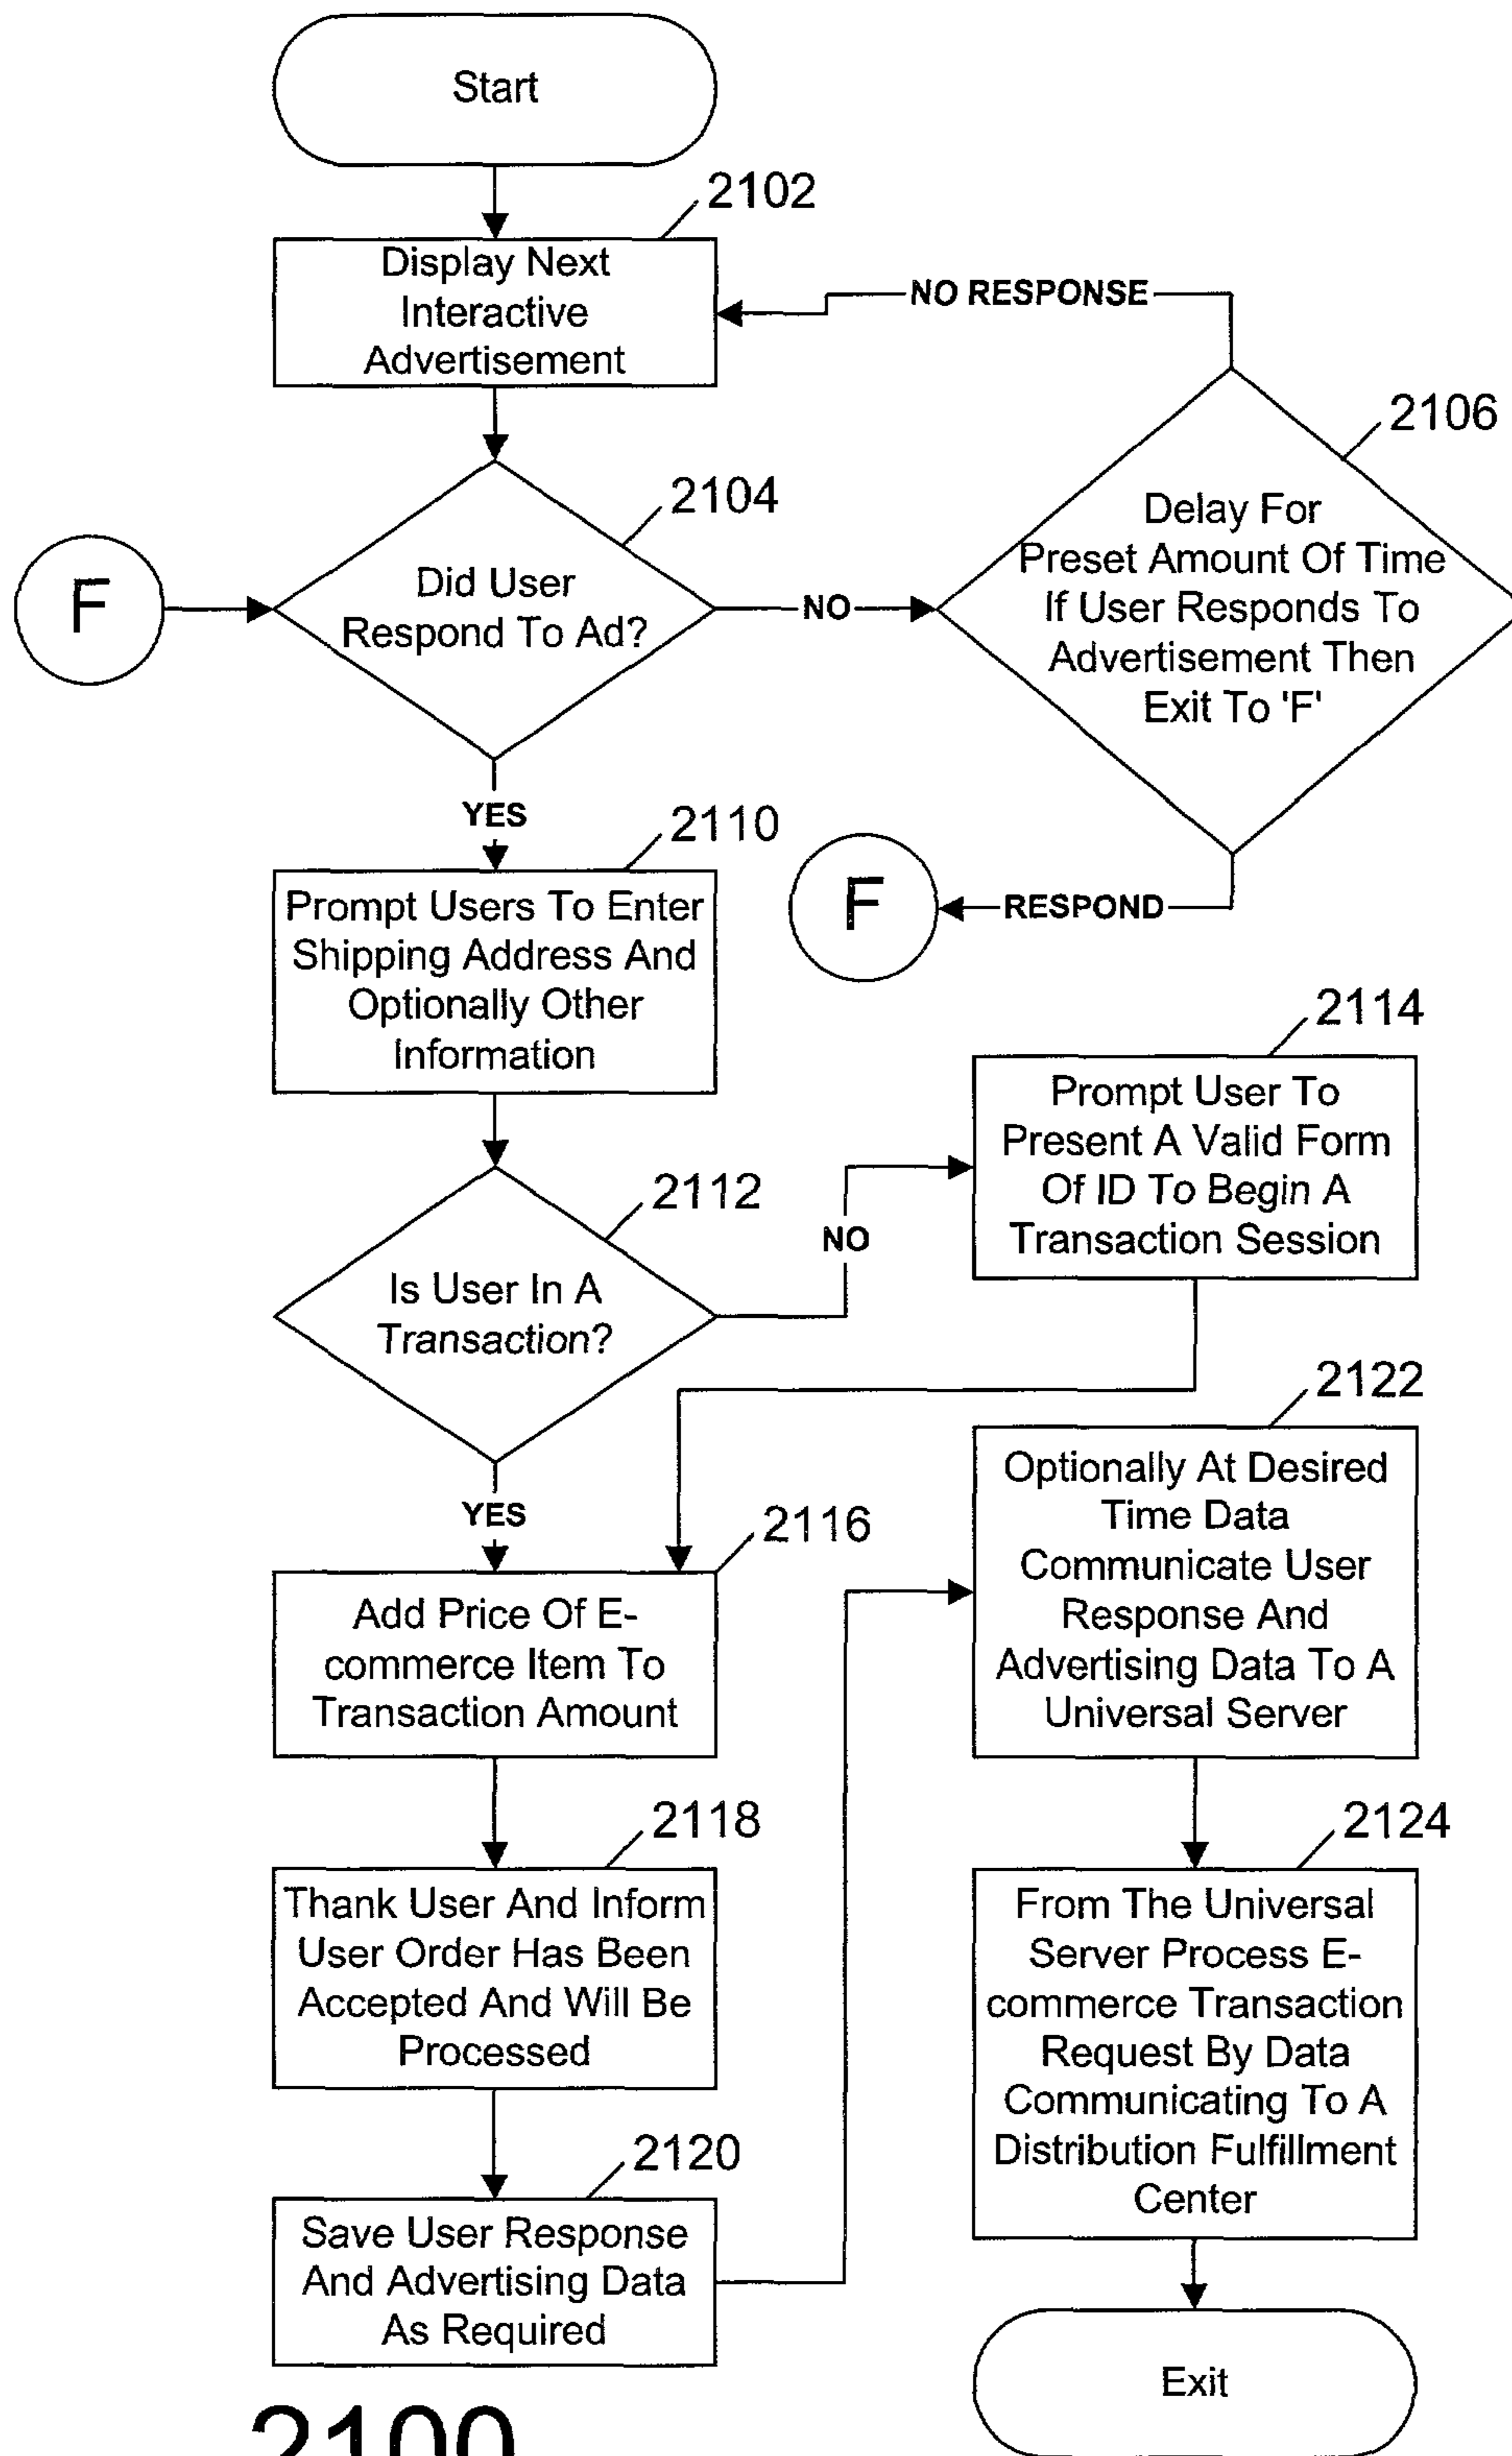 Start
2102
Display Next
Interactive
Advertisement
NO RESPONSE
2106
Delay For
Preset Amount Of Time
If User Responds To
Advertisement Then
Exit To 'F'
2104
F
Did User
Respond To Ad?
NO
YES
F
RESPOND
2110
Prompt Users To Enter
Shipping Address And
Optionally Other
Information
2114
Prompt User To
Present A Valid Form
Of ID To Begin A
Transaction Session
2112
Is User In A
Transaction?
NO
YES
2116
Add Price Of E-
commerce Item To
Transaction Amount
2122
Optionally At Desired
Time Data
Communicate User
Response And
Advertising Data To A
Universal Server
2118
Thank User And Inform
User Order Has Been
Accepted And Will Be
Processed
2124
From The Universal
Server Process E-
commerce Transaction
Request By Data
Communicating To A
Distribution Fulfillment
Center
2120
Save User Response
And Advertising Data
As Required
Exit
2100